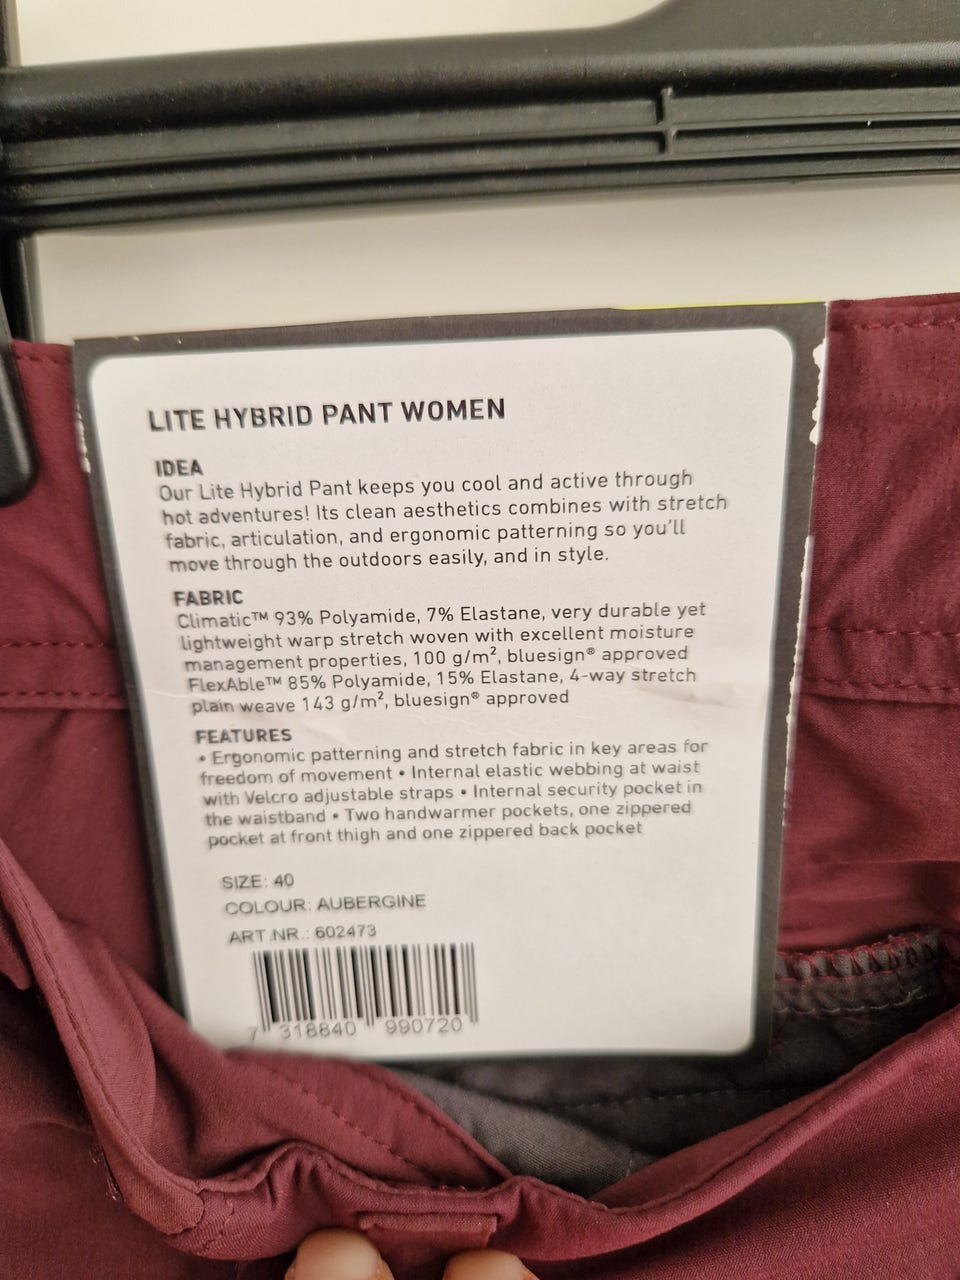 LITE HYBRID PANT WOMEN
IDEA
Our Lite Hybrid Pant keeps you cool and active through
hot adventures! Its clean aesthetics combines with stretch
fabric, articulation, and ergonomic patterning so you'll
move through the outdoors easily, and in style.
FABRIC
Climatic™ 93% Polyamide, 7% Elastane, very durable yet
lightweight warp stretch woven with excellent moisture
management properties, 100 g/m², bluesign® approved
FlexAble™ 85% Polyamide, 15% Elastane, 4-way stretch
plain weave 143 g/m², bluesign® approved
FEATURES
• Ergonomic patterning and stretch fabric in key areas for
freedom of movement • Internal elastic webbing at waist
with Velcro adjustable straps • Internal security pocket in
the waistband • Two handwarmer pockets, one zippered
pocket at front thigh and one zippered back pocket
SIZE: 40
COLOUR: AUBERGINE
ART.NR.: 602473
7 318840 990720